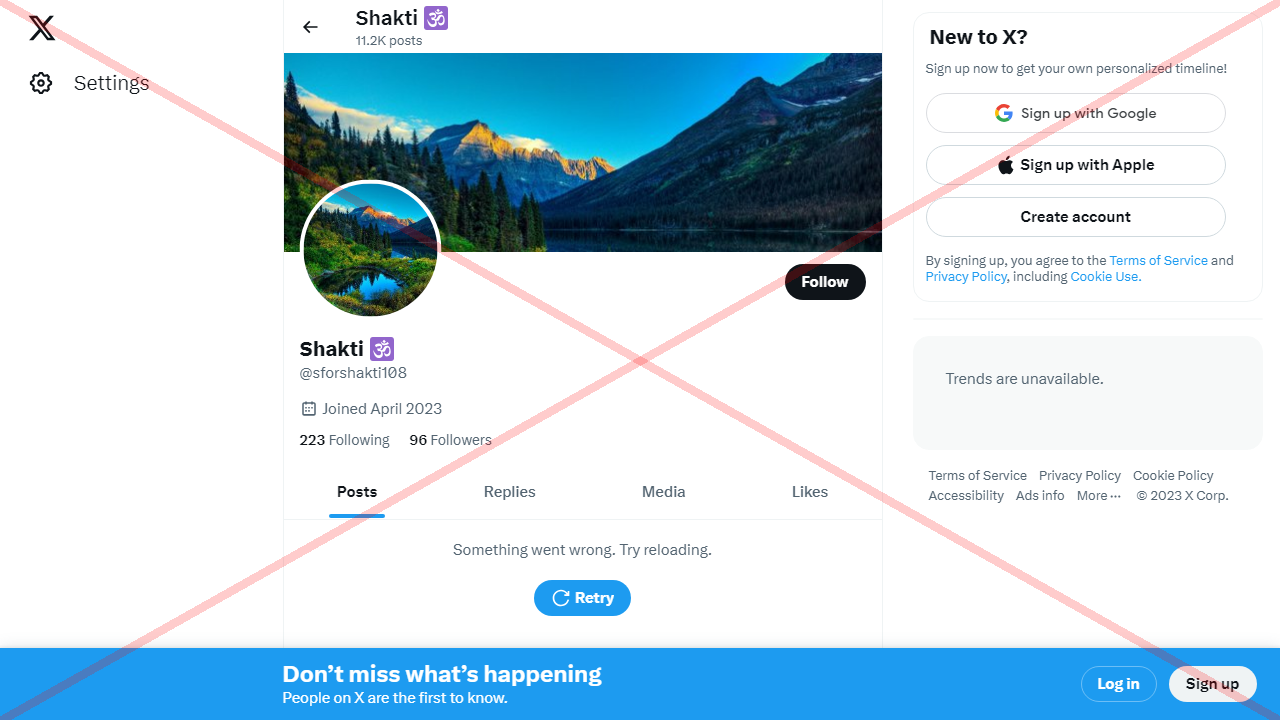 Settings
Shakti 🕉
11.2K posts
Follow
Shakti 🕉
@sforshakti108
Joined April 2023
223 Following 96 Followers
Posts Replies Media Likes
Something went wrong. Try reloading.
Retry
New to X?
Sign up now to get your own personalized timeline!
Sign up with Google
Sign up with Apple
Create account
By signing up, you agree to the Terms of Service and
Privacy Policy, including Cookie Use.
Trends are unavailable.
Terms of Service Privacy Policy Cookie Policy
Accessibility Ads info More ··· © 2023 X Corp.
Don’t miss what’s happening
People on X are the first to know.
Log in Sign up